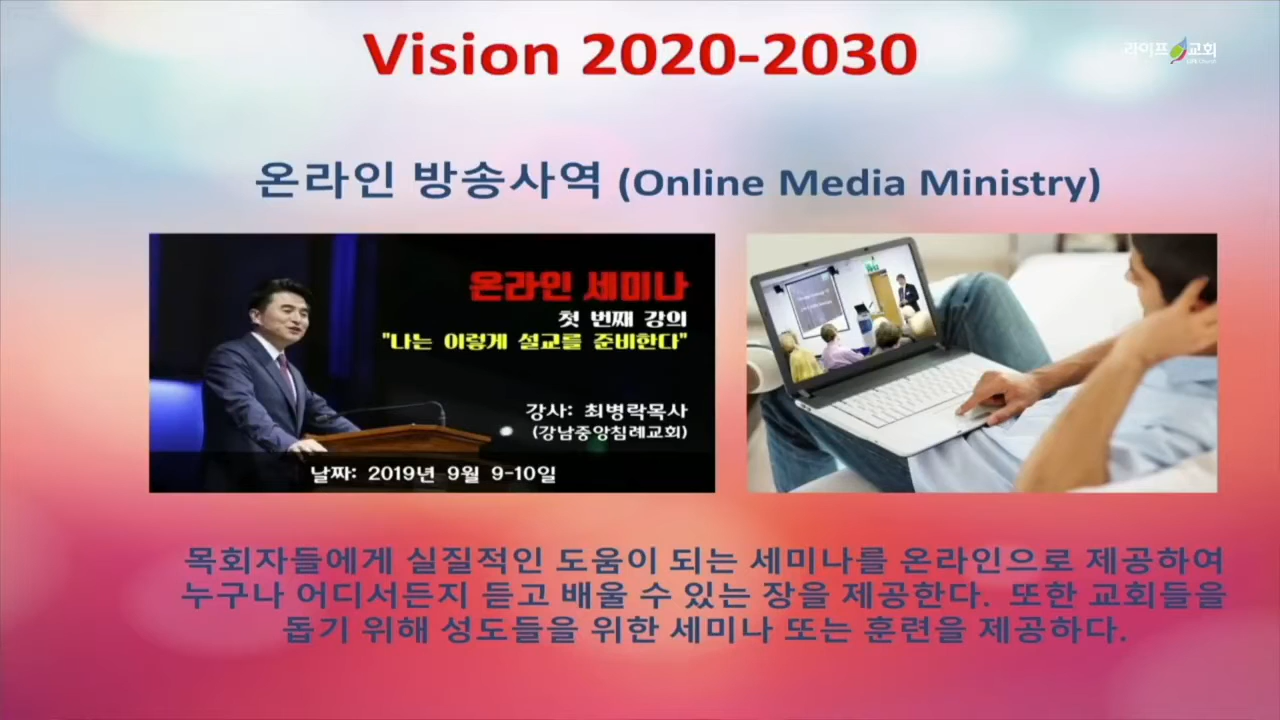 Vision 2020-2030
라이프 교회
온라인 방송사역 (Online Media Ministry)
온라인 세미나
첫 번째 강의
"나는 이렇게 설교를 준비한다"
강사: 최병락목사
(강남중앙침례교회)
날짜: 2019년 9월 9-10일
목회자들에게 실질적인 도움이 되는 세미나를 온라인으로 제공하여
누구나 어디서든지 듣고 배울 수 있는 장을 제공한다. 또한 교회들을
돕기 위해 성도들을 위한 세미나 또는 훈련을 제공하다.